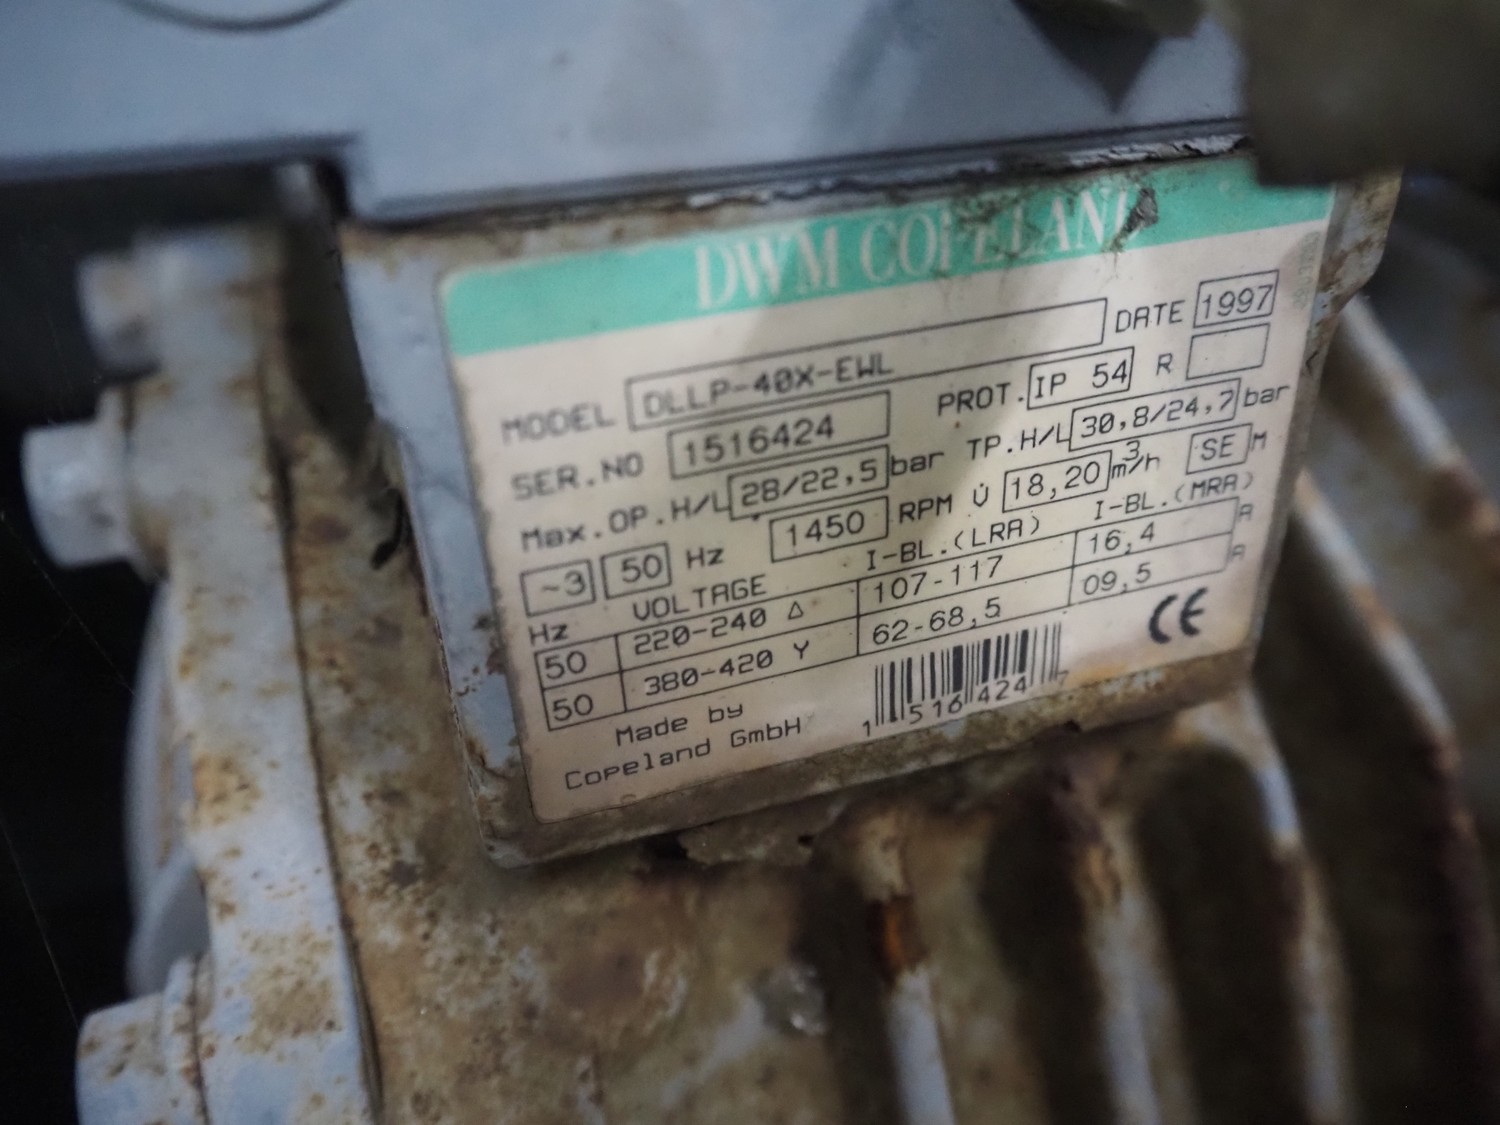 DWM COPELAND
MODEL DLLP-40X-EWL DATE 1997
SER.NO 1516424 PROT. IP 54 R
Max.OP.H/L 28/22,5 bar TP.H/L 30,8/24,7 bar
~3 50 Hz 1450 RPM V̇ 18,20 m³/h SE M
Hz VOLTAGE I-BL.(LRA) I-BL.(MRA)
50 220-240 Δ 107-117 16,4 A
50 380-420 Y 62-68,5 09,5 A
Made by
Copeland GmbH
1 516 424 7
CE